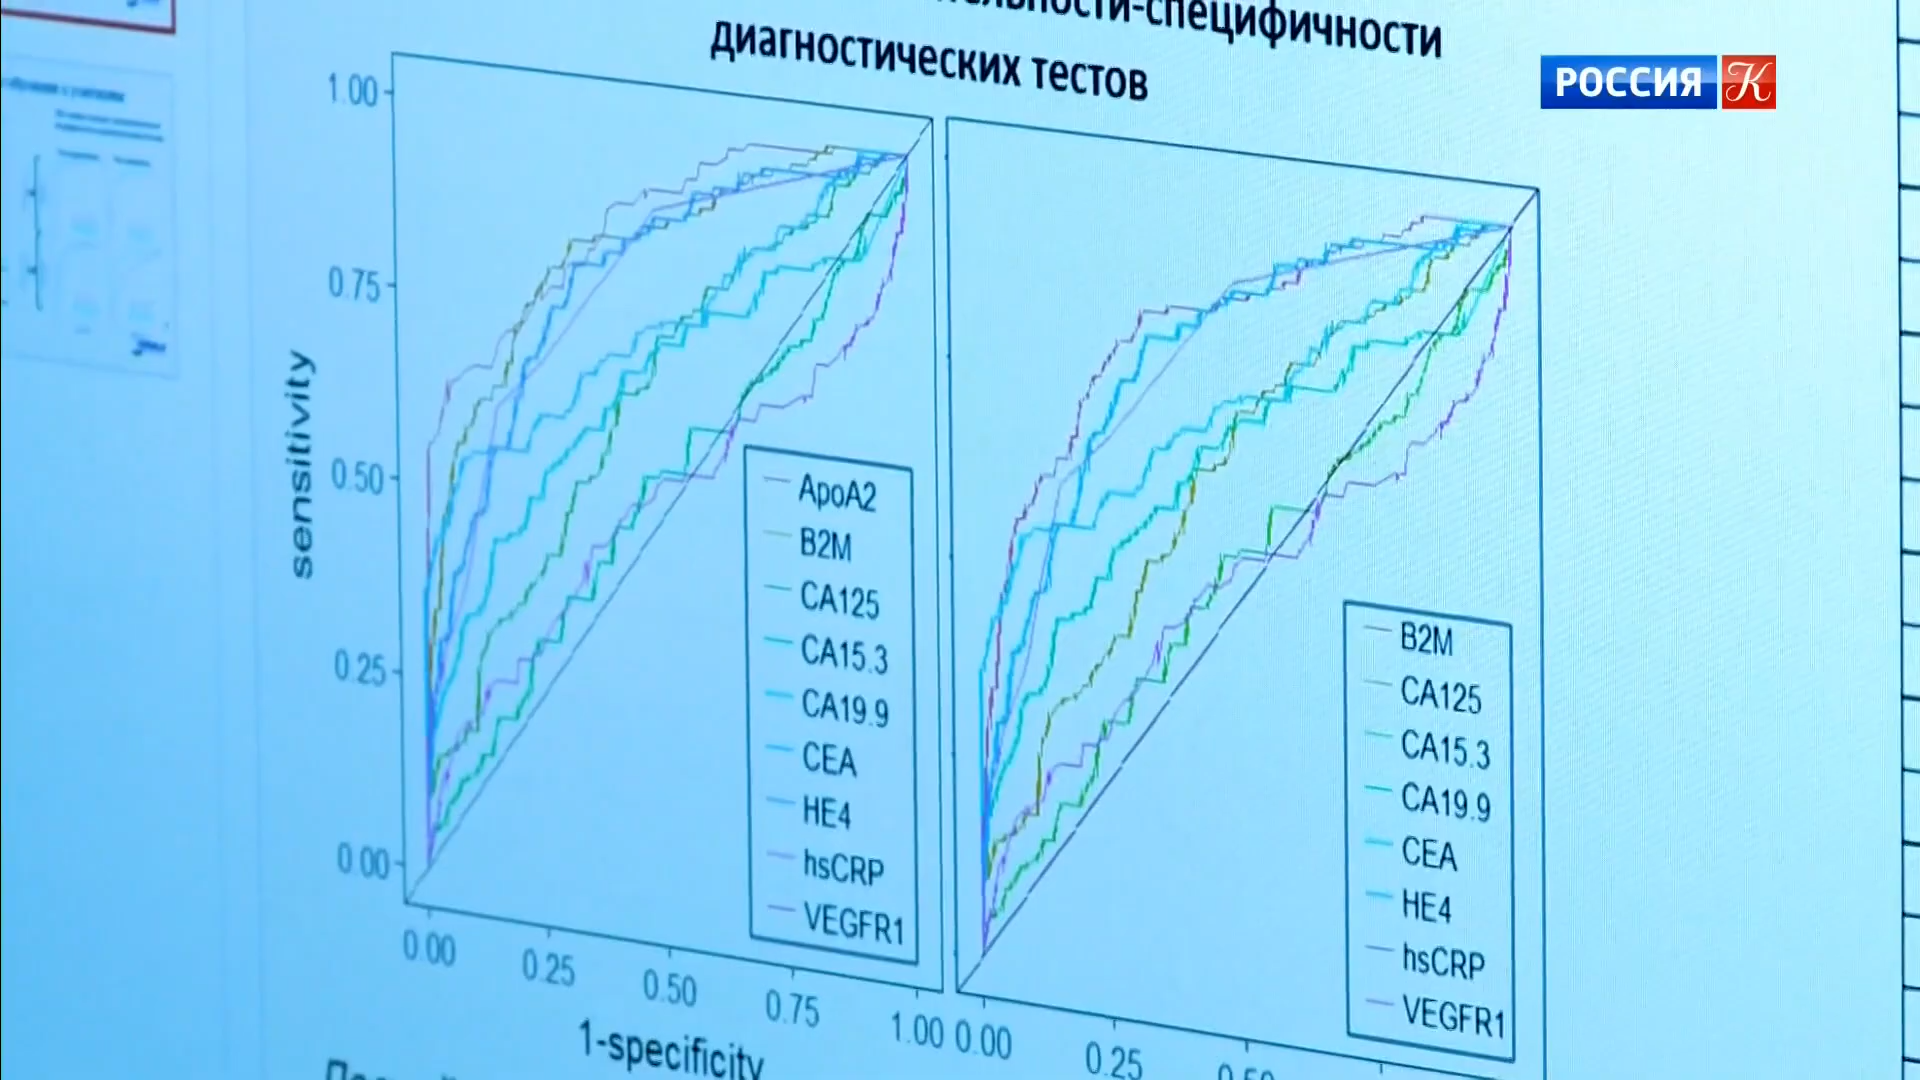 диагностических тестов
РОССИЯ К
1.00
0.75
0.50
0.25
0.00
sensitivity
ApoA2
B2M
CA125
CA15.3
CA19.9
CEA
HE4
hsCRP
VEGFR1
B2M
CA125
CA15.3
CA19.9
CEA
HE4
hsCRP
VEGFR1
0.00 0.25 0.50 0.75 1.00
0.00 0.25
1-specificity